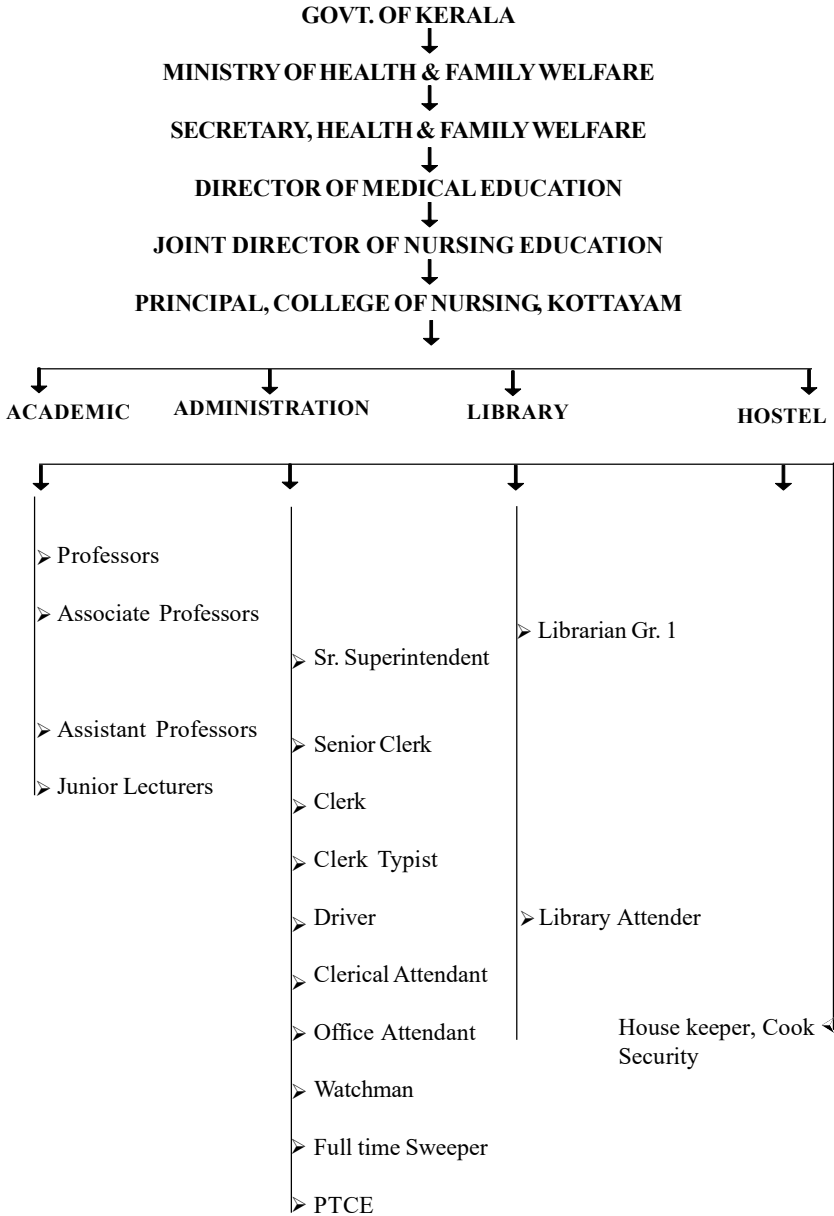 GOVT. OF KERALA
MINISTRY OF HEALTH & FAMILY WELFARE
SECRETARY, HEALTH & FAMILY WELFARE
DIRECTOR OF MEDICAL EDUCATION
JOINT DIRECTOR OF NURSING EDUCATION
PRINCIPAL, COLLEGE OF NURSING, KOTTAYAM
ACADEMIC
ADMINISTRATION
LIBRARY
HOSTEL
Professors
Associate Professors
Assistant Professors
Junior Lecturers
Sr. Superintendent
Senior Clerk
Clerk
Clerk Typist
Driver
Clerical Attendant
Office Attendant
Watchman
Full time Sweeper
PTCE
Librarian Gr. 1
Library Attender
House keeper, Cook
Security